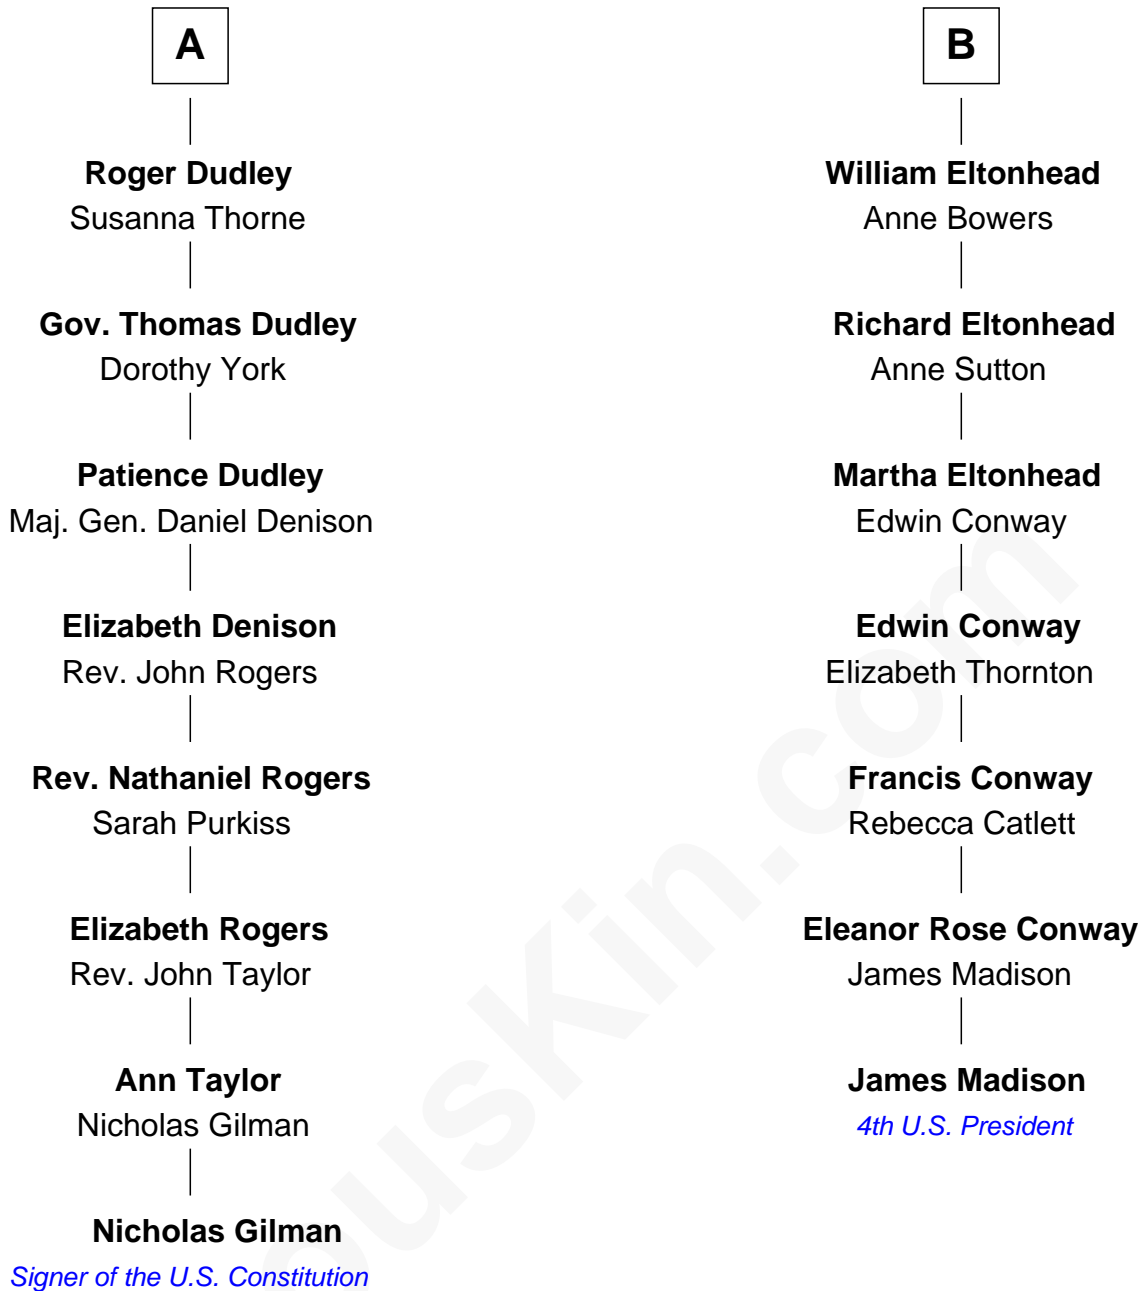 A
Roger Dudley
Susanna Thorne
Gov. Thomas Dudley
Dorothy York
Patience Dudley
Maj. Gen. Daniel Denison
Elizabeth Denison
Rev. John Rogers
Rev. Nathaniel Rogers
Sarah Purkiss
Elizabeth Rogers
Rev. John Taylor
Ann Taylor
Nicholas Gilman
Nicholas Gilman
Signer of the U.S. Constitution
B
William Eltonhead
Anne Bowers
Richard Eltonhead
Anne Sutton
Martha Eltonhead
Edwin Conway
Edwin Conway
Elizabeth Thornton
Francis Conway
Rebecca Catlett
Eleanor Rose Conway
James Madison
James Madison
4th U.S. President
ousKin.com